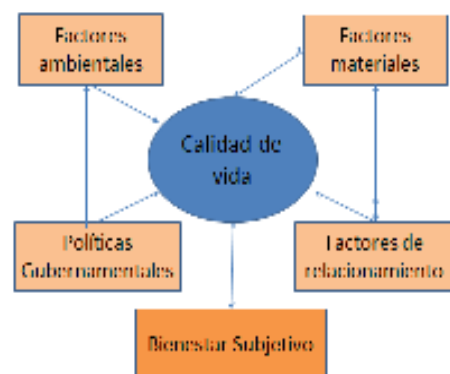 Factores
ambientales
Factores
materiales
Calidad de
vida
Políticas
Gubernamentales
Factores de
relacionamiento
Bienestar Subjetivo